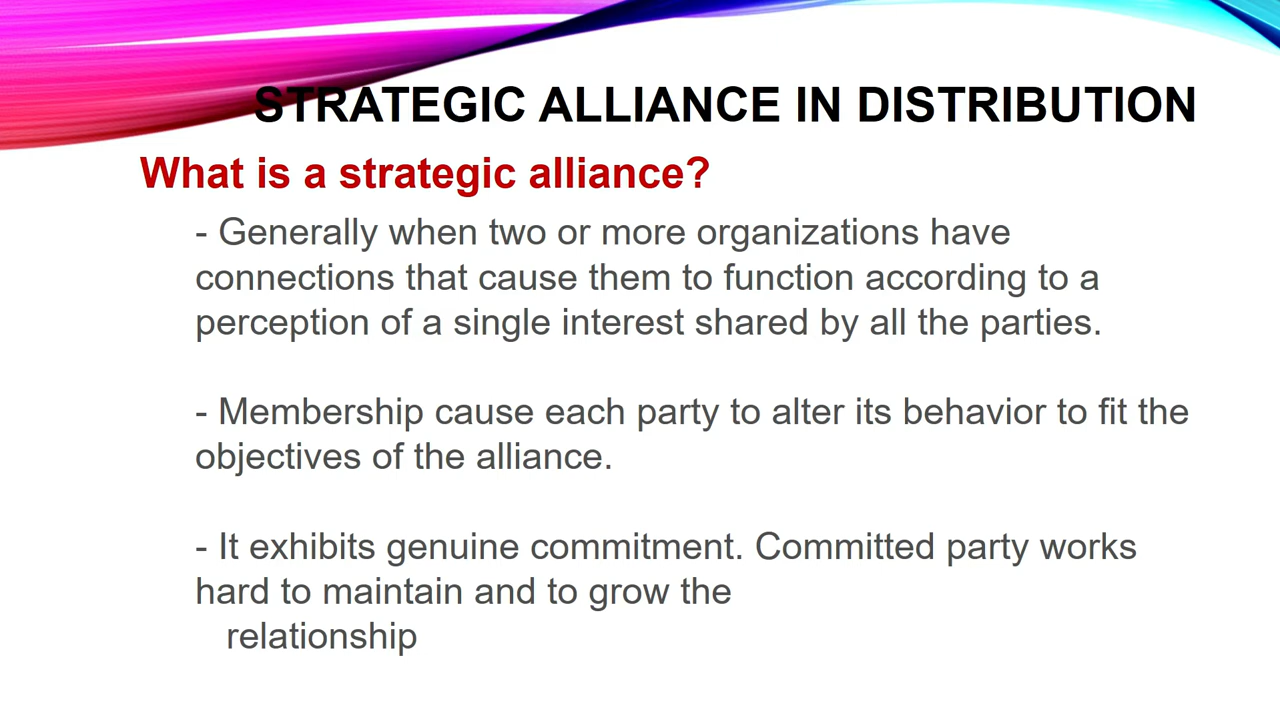 STRATEGIC ALLIANCE IN DISTRIBUTION
What is a strategic alliance?
- Generally when two or more organizations have
connections that cause them to function according to a
perception of a single interest shared by all the parties.
- Membership cause each party to alter its behavior to fit the
objectives of the alliance.
- It exhibits genuine commitment. Committed party works
hard to maintain and to grow the
relationship